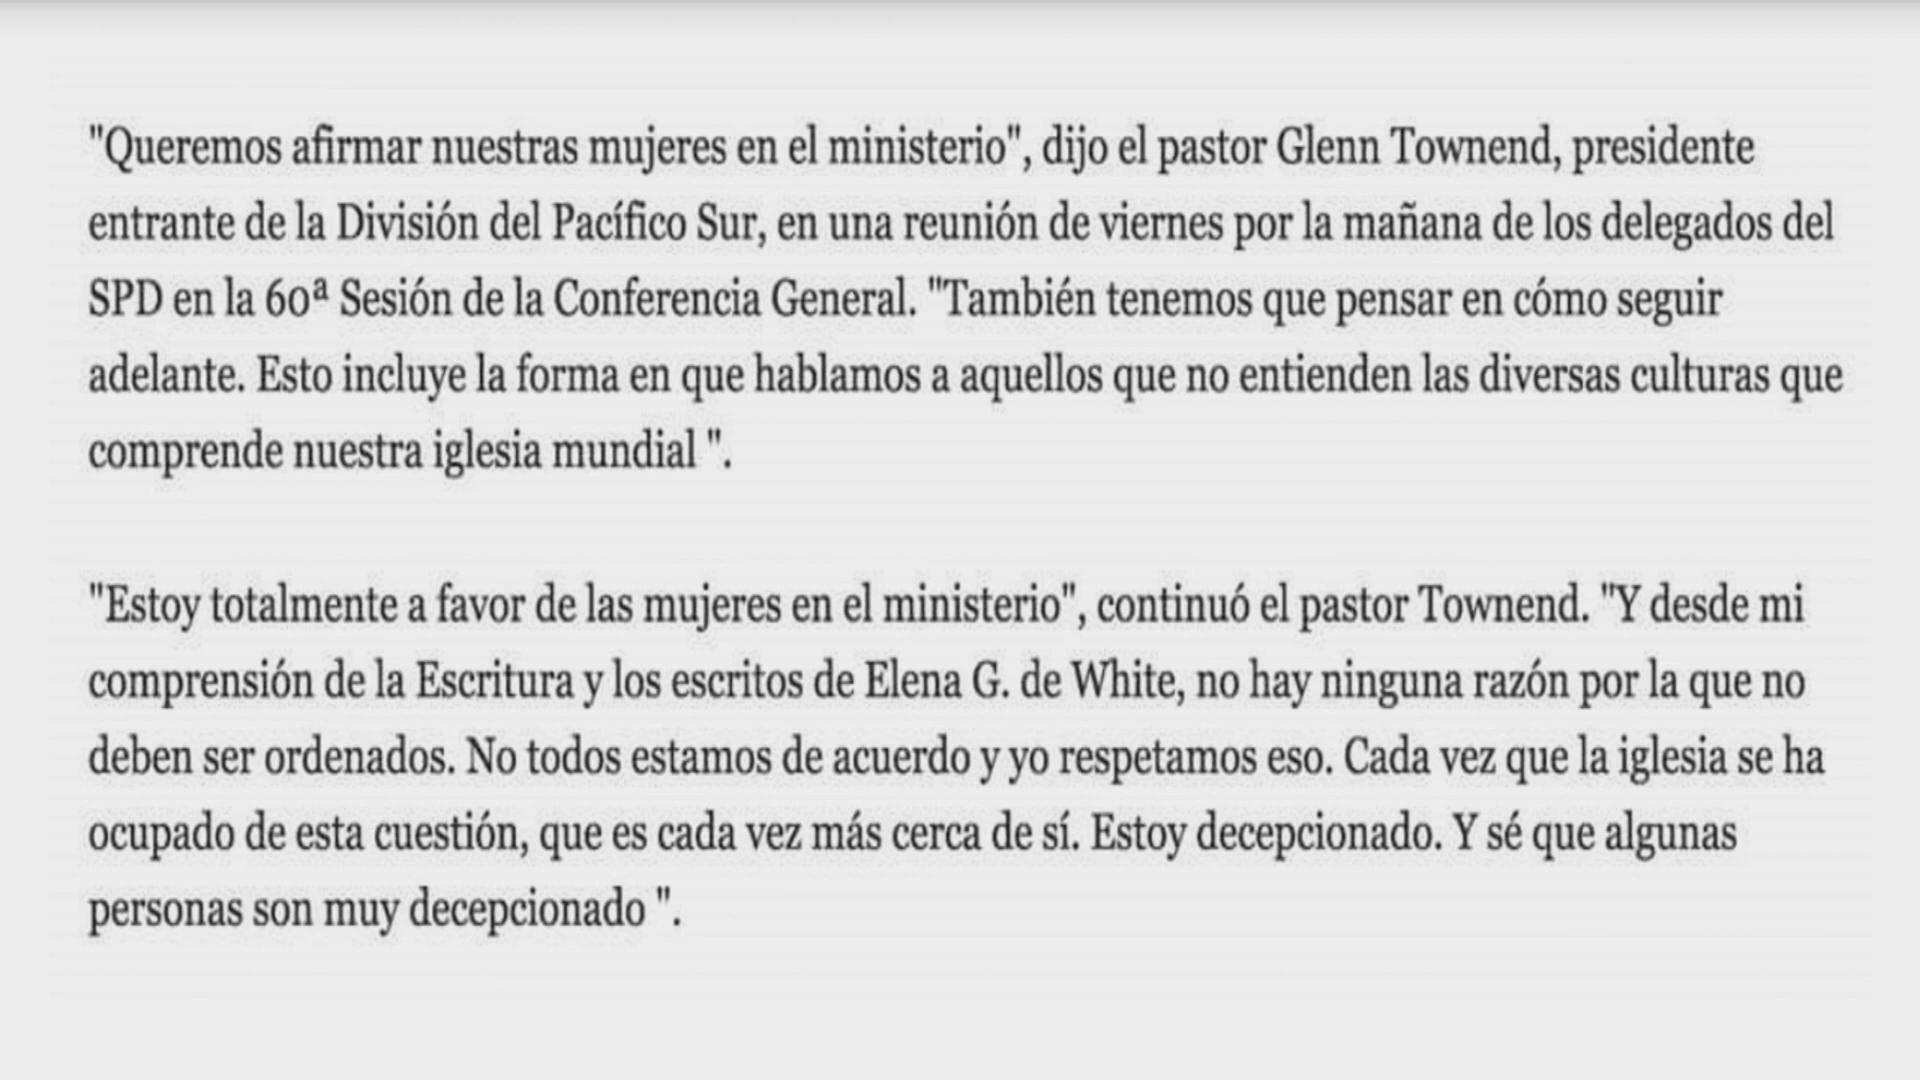 "Queremos afirmar nuestras mujeres en el ministerio", dijo el pastor Glenn Townend, presidente
entrante de la División del Pacífico Sur, en una reunión de viernes por la mañana de los delegados del
SPD en la 60ª Sesión de la Conferencia General. "También tenemos que pensar en cómo seguir
adelante. Esto incluye la forma en que hablamos a aquellos que no entienden las diversas culturas que
comprende nuestra iglesia mundial ".
"Estoy totalmente a favor de las mujeres en el ministerio", continuó el pastor Townend. "Y desde mi
comprensión de la Escritura y los escritos de Elena G. de White, no hay ninguna razón por la que no
deben ser ordenados. No todos estamos de acuerdo y yo respetamos eso. Cada vez que la iglesia se ha
ocupado de esta cuestión, que es cada vez más cerca de sí. Estoy decepcionado. Y sé que algunas
personas son muy decepcionado ".